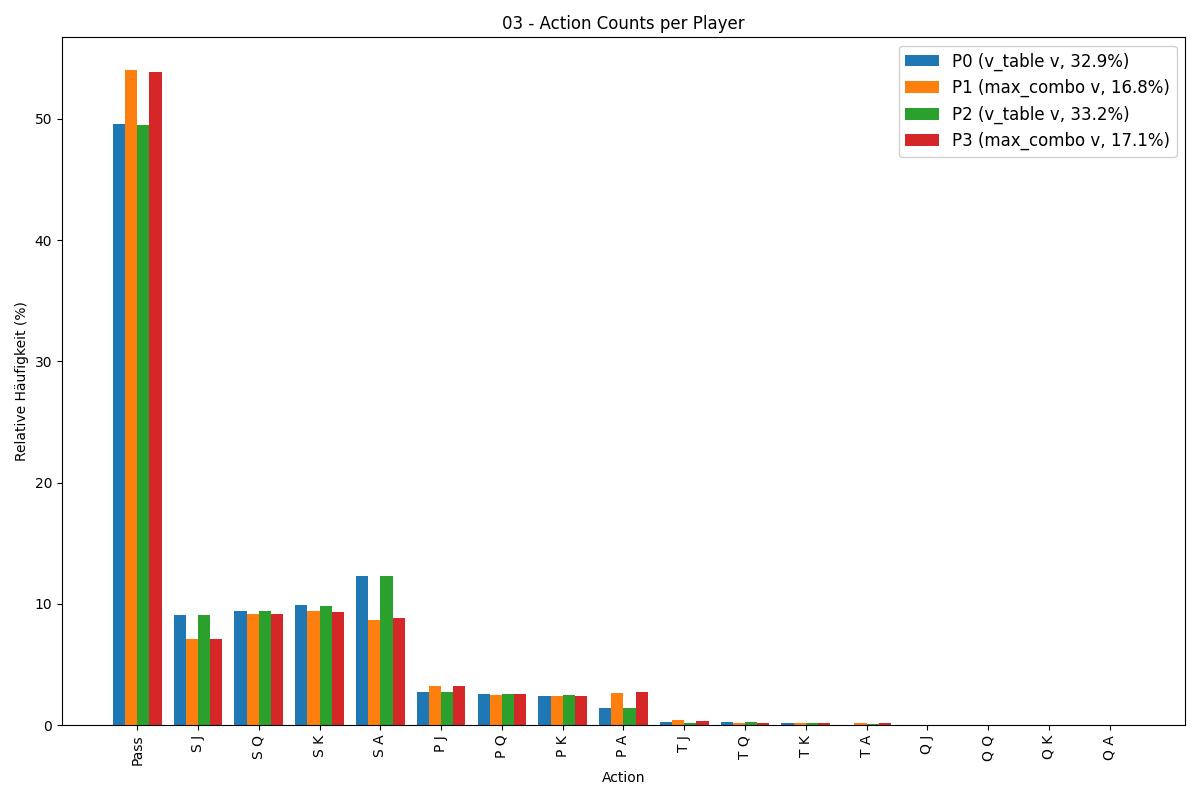 03 - Action Counts per Player
P0 (v_table v, 32.9%)
P1 (max_combo v, 16.8%)
P2 (v_table v, 33.2%)
P3 (max_combo v, 17.1%)
Relative Häufigkeit (%)
50
40
30
20
10
0
Pass
S J
S Q
S K
S A
P J
P Q
P K
P A
T J
T Q
T K
T A
Q J
Q Q
Q K
Q A
Action